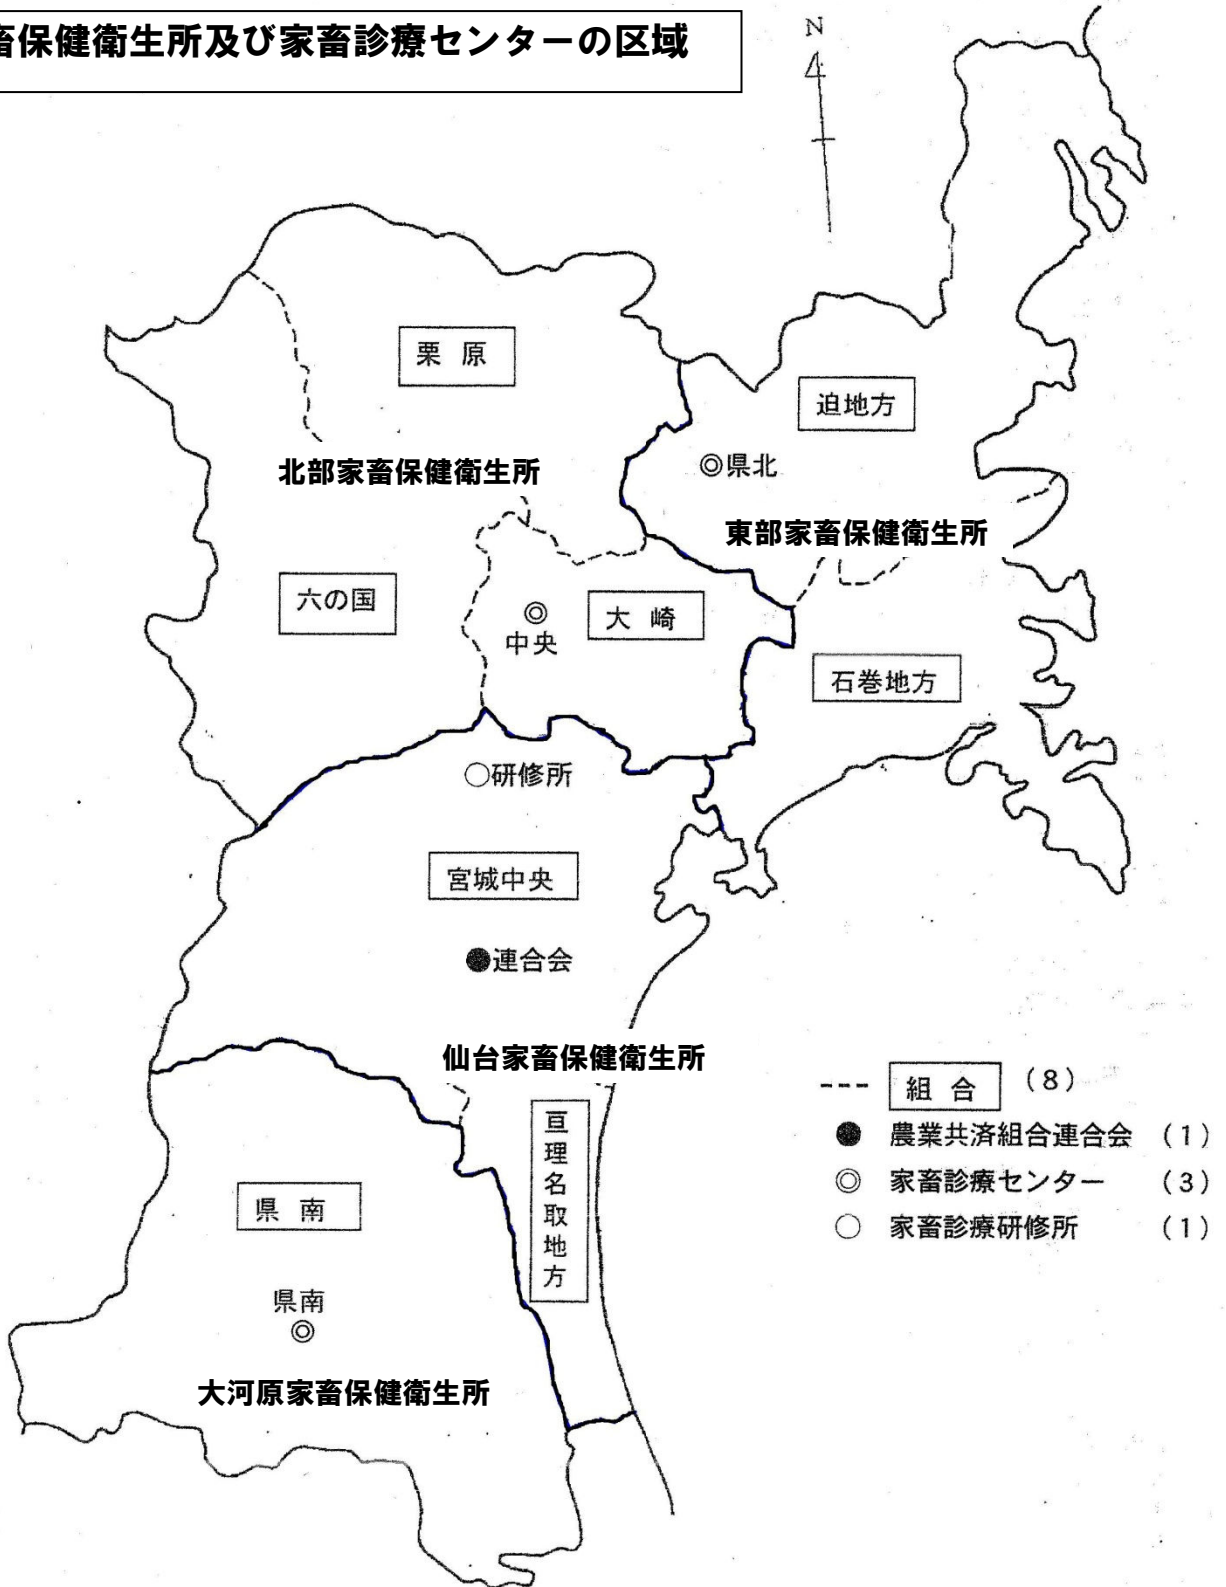 畜保健衛生所及び家畜診療センターの区域
N
栗 原
迫地方
◎県北
北部家畜保健衛生所
東部家畜保健衛生所
六の国
◎
中央
大 崎
石巻地方
○研修所
宮城中央
●連合会
仙台家畜保健衛生所
亘理名取地方
県 南
県南
◎
大河原家畜保健衛生所
--- 組 合 (8)
● 農業共済組合連合会 (1)
◎ 家畜診療センター (3)
○ 家畜診療研修所 (1)